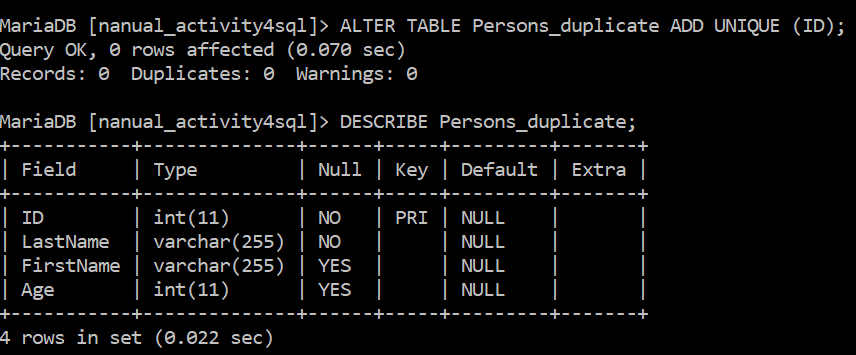 MariaDB [nanual_activity4sql]> ALTER TABLE Persons_duplicate ADD UNIQUE (ID);
Query OK, 0 rows affected (0.070 sec)
Records: 0  Duplicates: 0  Warnings: 0

MariaDB [nanual_activity4sql]> DESCRIBE Persons_duplicate;
+-----------+--------------+------+-----+---------+-------+
| Field     | Type         | Null | Key | Default | Extra |
+-----------+--------------+------+-----+---------+-------+
| ID        | int(11)      | NO   | PRI | NULL    |       |
| LastName  | varchar(255) | NO   |     | NULL    |       |
| FirstName | varchar(255) | YES  |     | NULL    |       |
| Age       | int(11)      | YES  |     | NULL    |       |
+-----------+--------------+------+-----+---------+-------+
4 rows in set (0.022 sec)